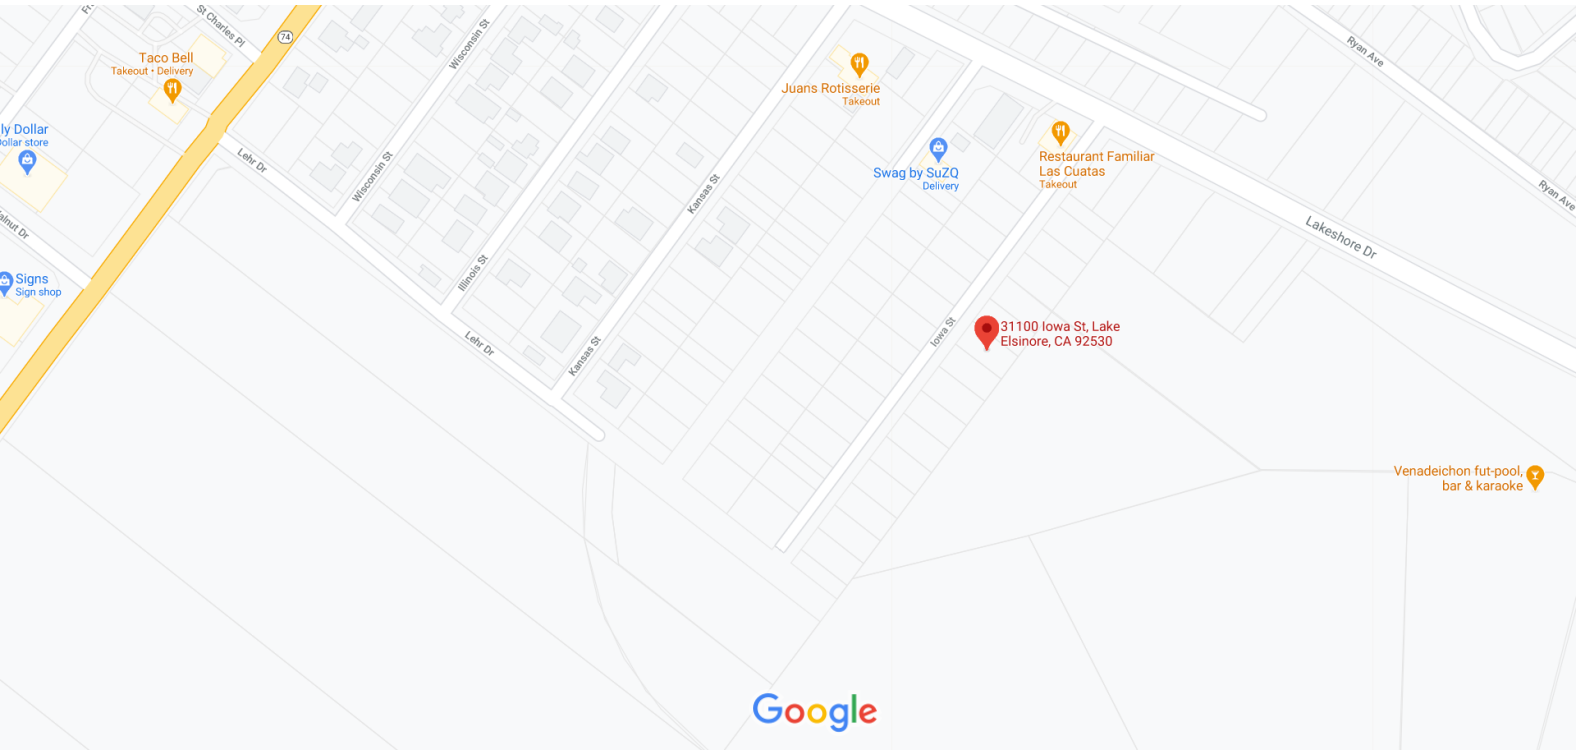 St Charles Pl
74
Wisconsin St
Ryan Ave
Taco Bell
Takeout • Delivery
Juans Rotisserie
Takeout
ly Dollar
Dollar store
Lehr Dr
Wisconsin St
Swag by SuZQ
Delivery
Restaurant Familiar
Las Cuatas
Takeout
Ryan Ave
Kansas St
alnut Dr
Lakeshore Dr
Illinois St
Signs
Sign shop
Lehr Dr
Kansas St
Iowa St
31100 Iowa St, Lake
Elsinore, CA 92530
Venadeichon fut-pool,
bar & karaoke
Google